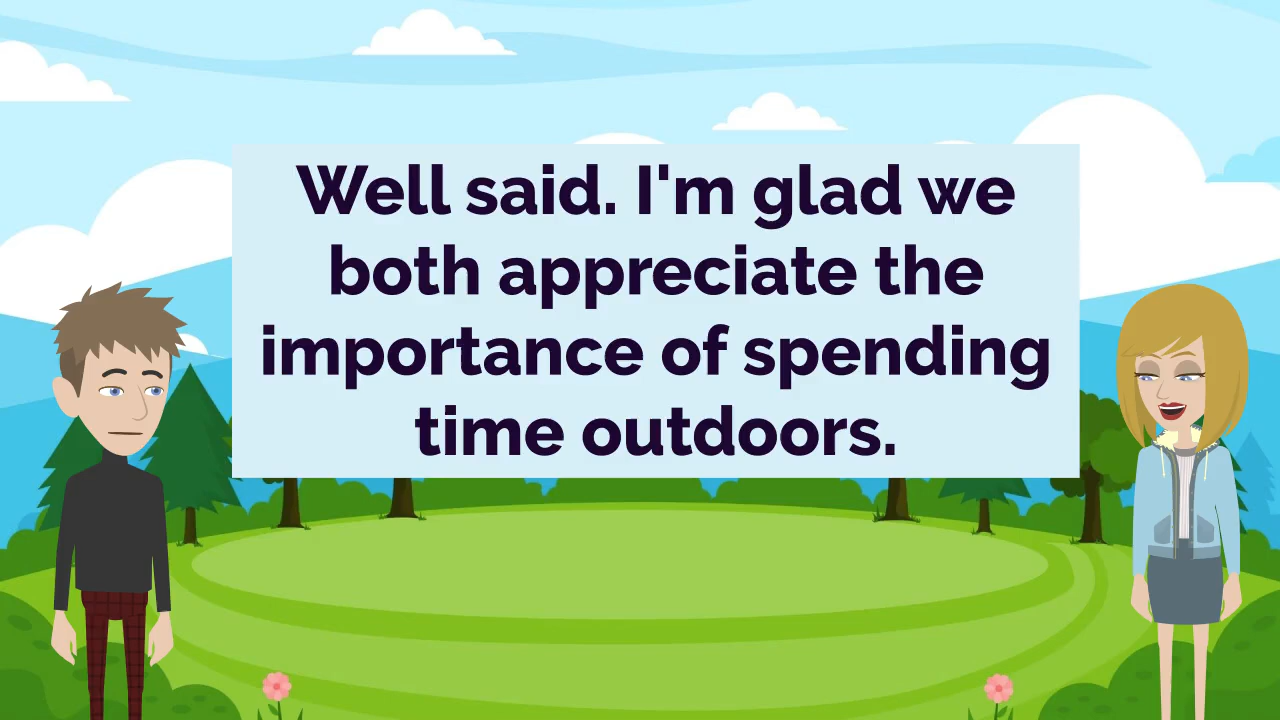 Well said. I'm glad we
both appreciate the
importance of spending
time outdoors.